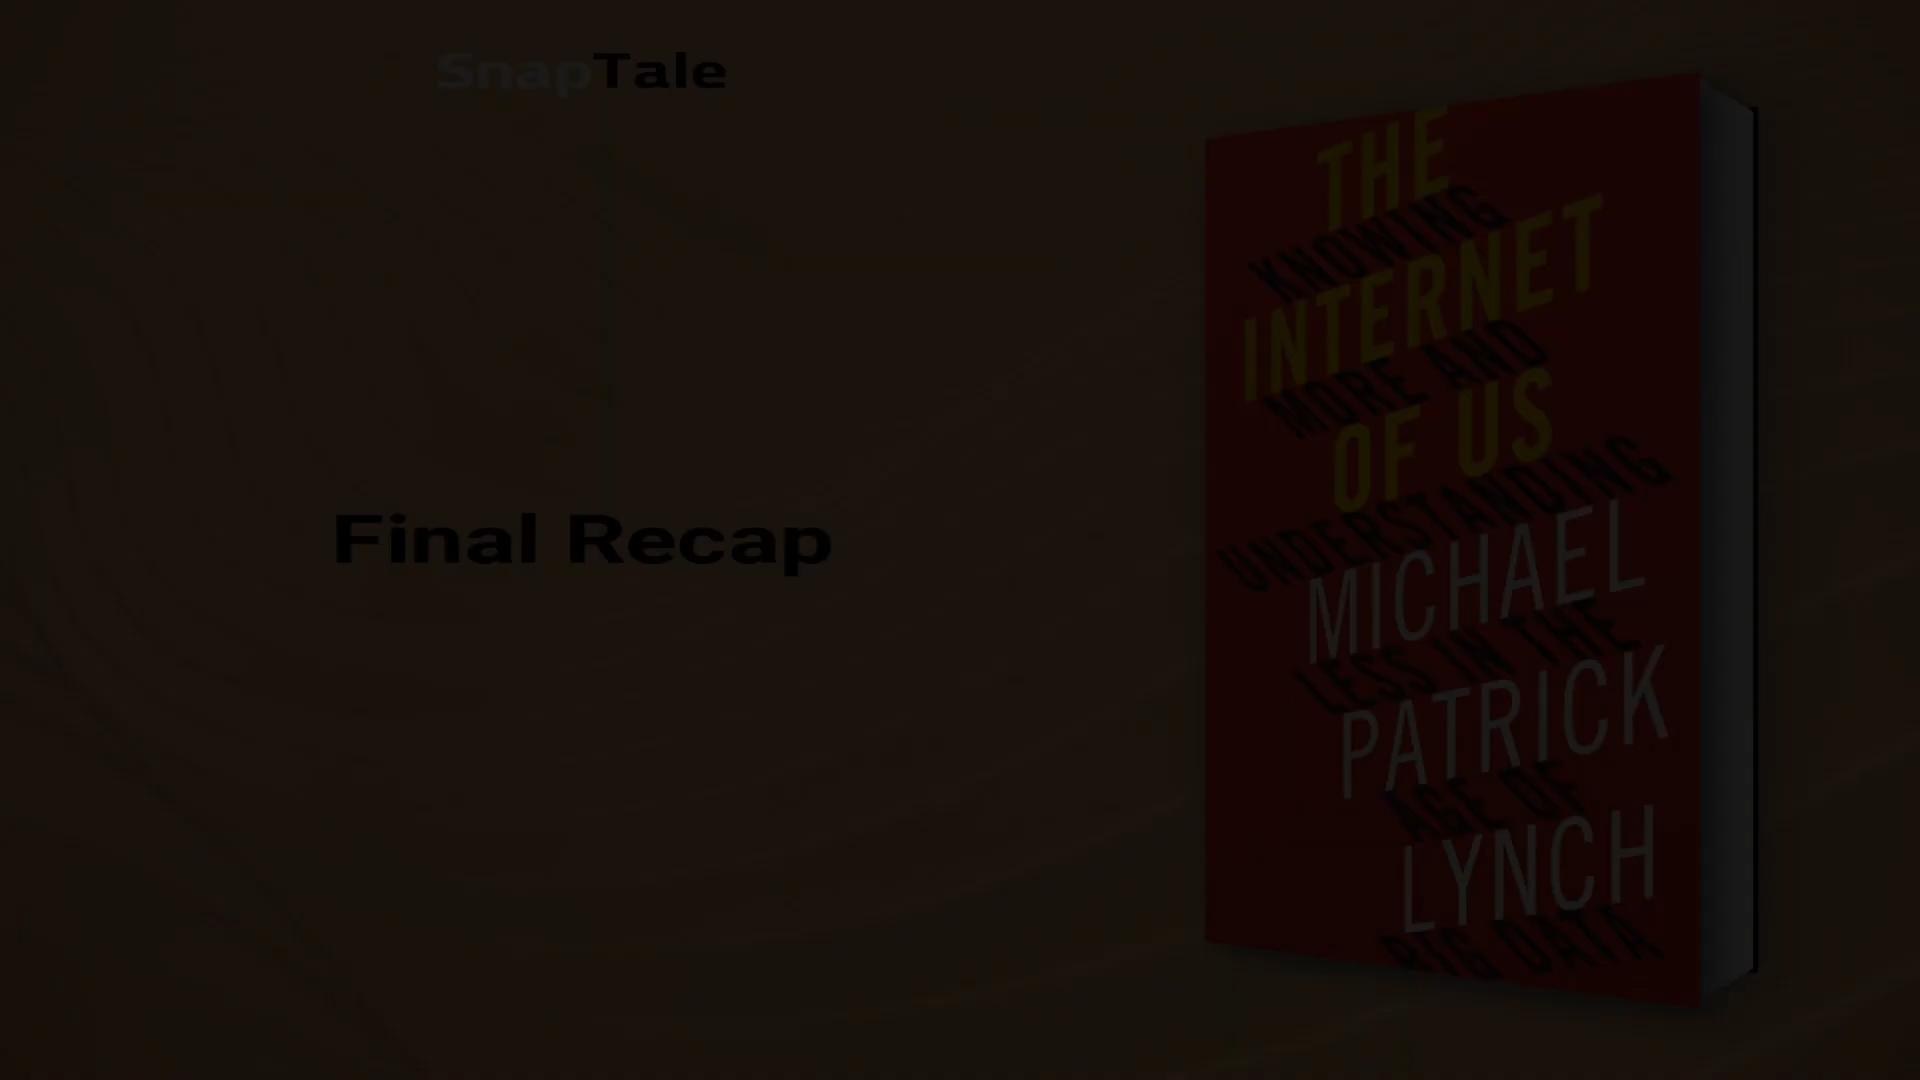 SnapTale
Final Recap
THE
KNOWING
INTERNET
MORE AND
OF US
UNDERSTANDING
MICHAEL
LESS IN THE
PATRICK
AGE OF
LYNCH
BIG DATA